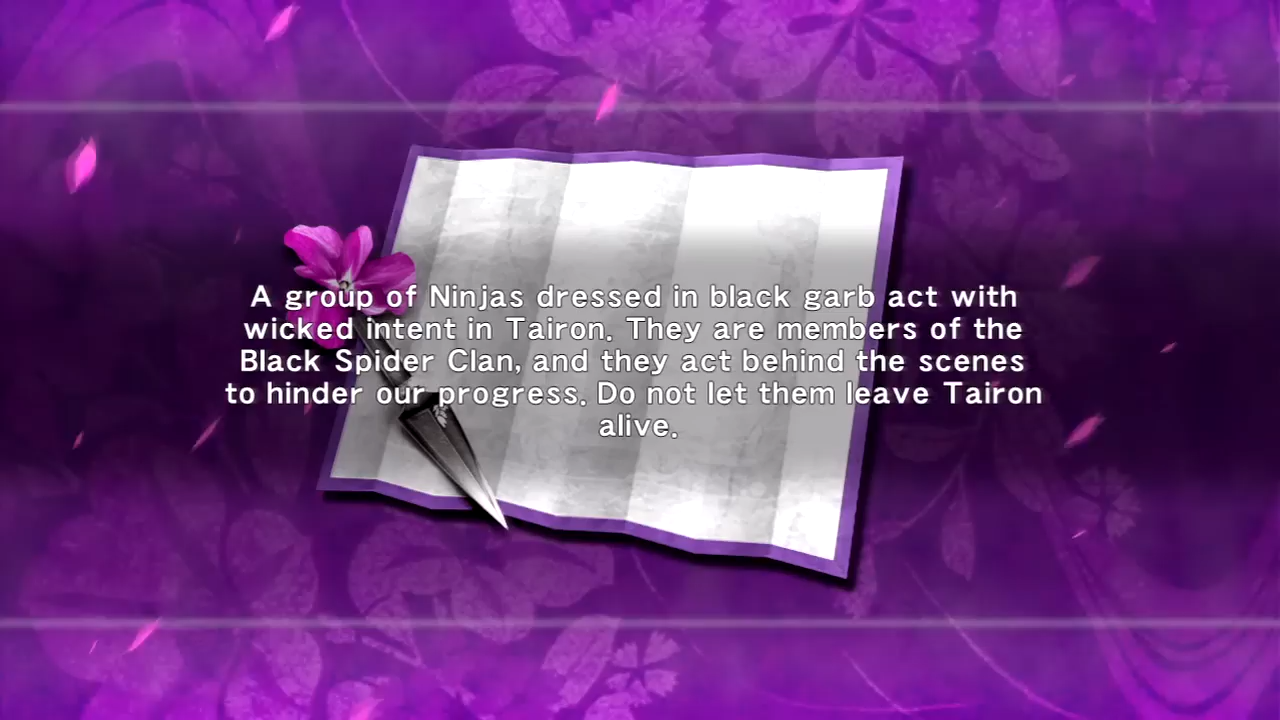 A group of Ninjas dressed in black garb act with
wicked intent in Tairon. They are members of the
Black Spider Clan, and they act behind the scenes
to hinder our progress. Do not let them leave Tairon
alive.